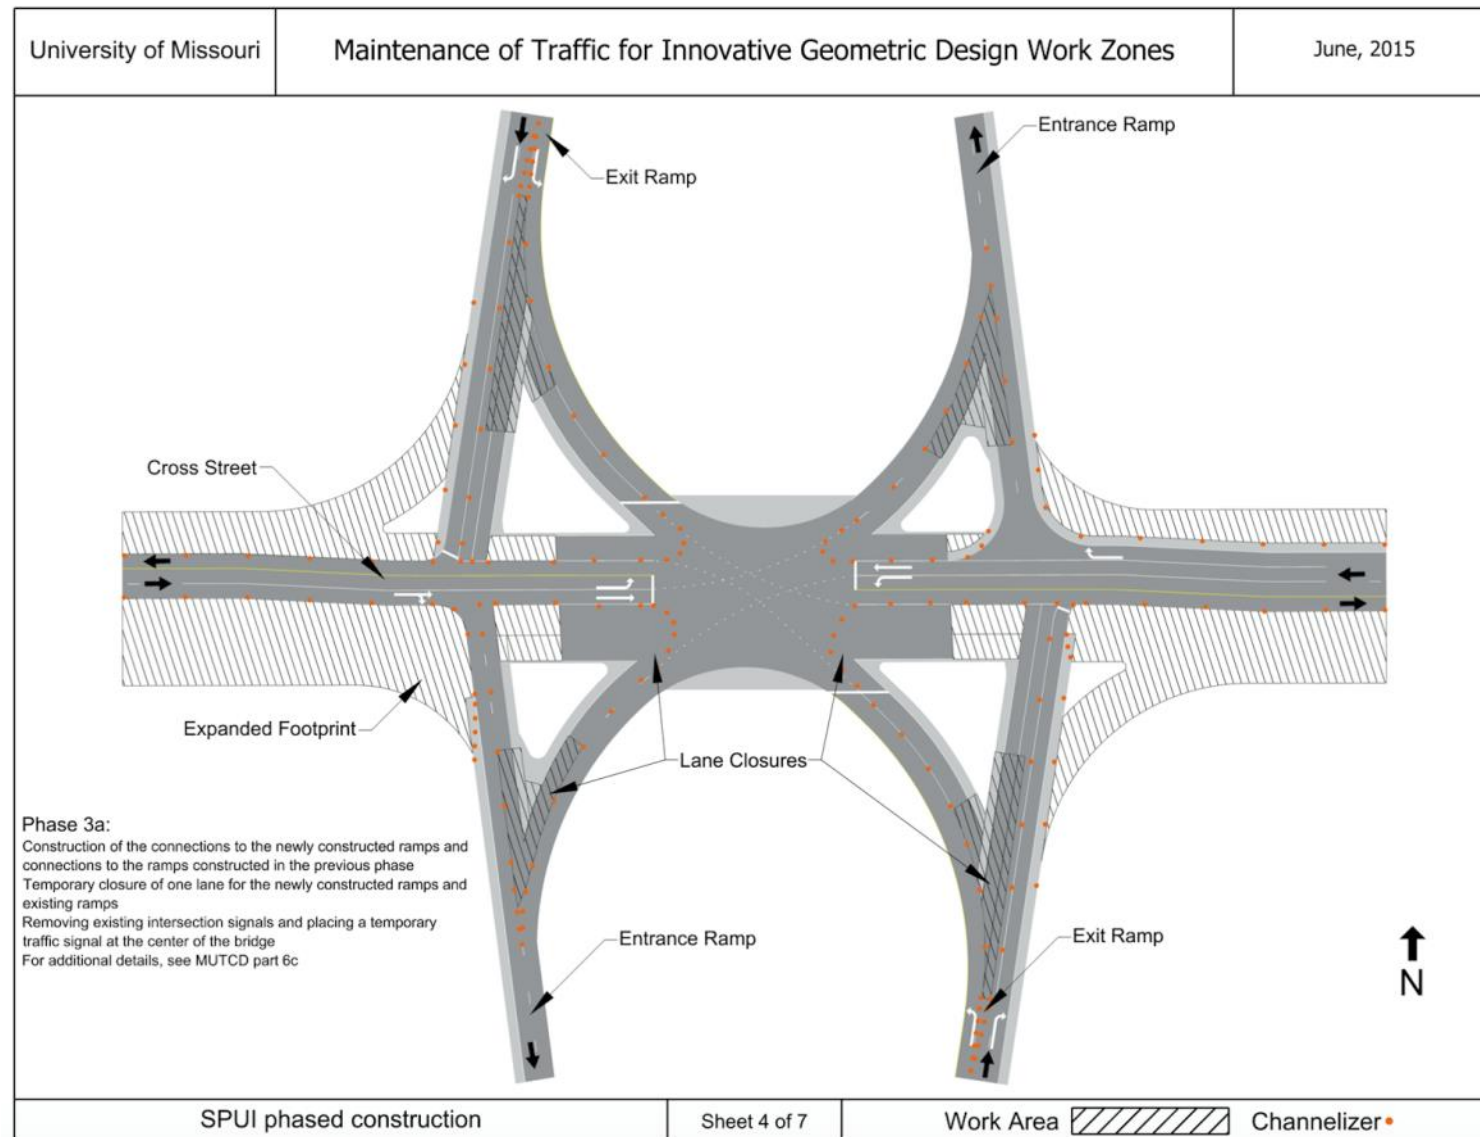 University of Missouri
Maintenance of Traffic for Innovative Geometric Design Work Zones
June, 2015
Entrance Ramp
Exit Ramp
Cross Street
Expanded Footprint
Lane Closures
Phase 3a:
Construction of the connections to the newly constructed ramps and
connections to the ramps constructed in the previous phase
Temporary closure of one lane for the newly constructed ramps and
existing ramps
Removing existing intersection signals and placing a temporary
traffic signal at the center of the bridge
For additional details, see MUTCD part 6c
Entrance Ramp
Exit Ramp
N
SPUI phased construction
Sheet 4 of 7
Work Area
Channelizer